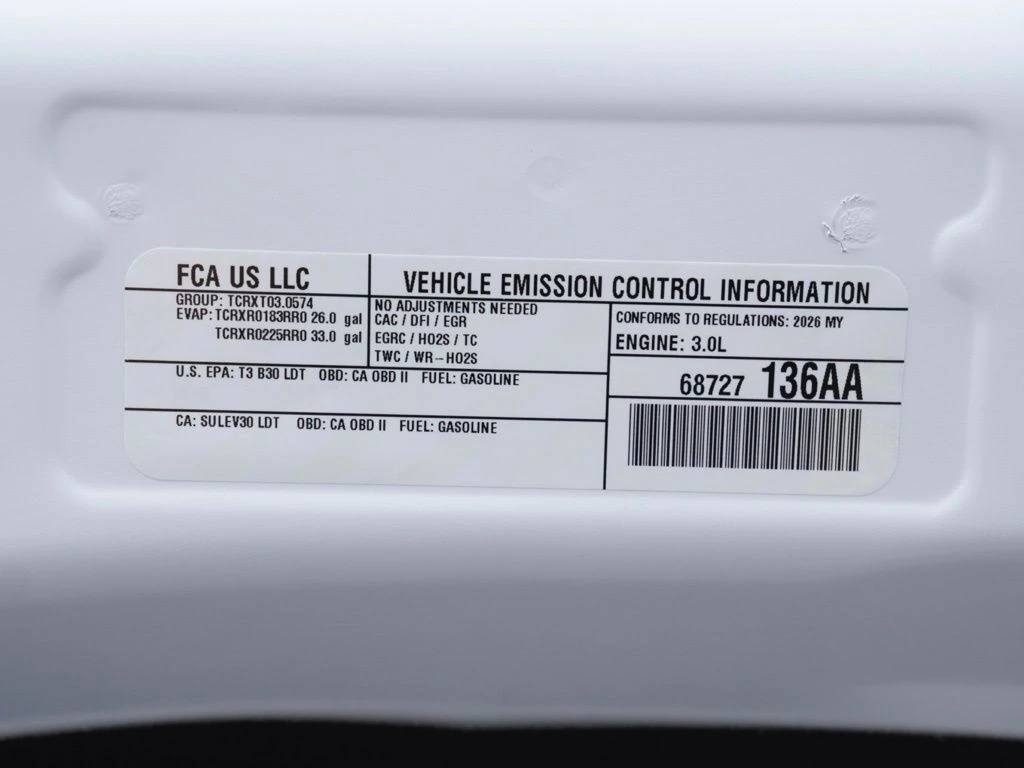 FCA US LLC
VEHICLE EMISSION CONTROL INFORMATION
GROUP: TCRXT03.0574
EVAP: TCRXR0183RR0 26.0 gal
TCRXR0225RR0 33.0 gal
NO ADJUSTMENTS NEEDED
CAC / DFI / EGR
EGRC / HO2S / TC
TWC / WR-HO2S
CONFORMS TO REGULATIONS: 2026 MY
ENGINE: 3.0L
U.S. EPA: T3 B30 LDT OBD: CA OBD II FUEL: GASOLINE
68727 136AA
CA: SULEV30 LDT OBD: CA OBD II FUEL: GASOLINE